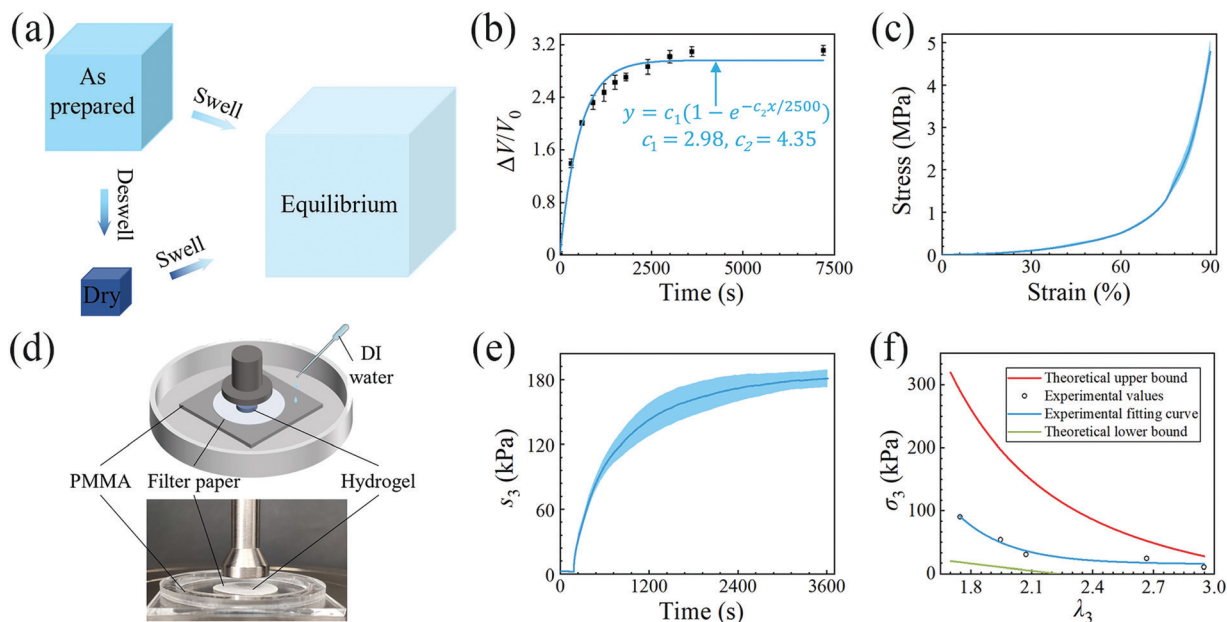 (a)
As
prepared
Swell
Deswell
Equilibrium
Swell
Dry
(b)
ΔV/V₀
3.2
2.4
1.6
0.8
0
y = c₁(1 − e^{−c₂x/2500})
c₁ = 2.98, c₂ = 4.35
0 2500 5000 7500
Time (s)
(c)
Stress (MPa)
5
4
3
2
1
0
0 30 60 90
Strain (%)
(d)
DI
water
PMMA Filter paper Hydrogel
(e)
s₃ (kPa)
180
120
60
0
0 1200 2400 3600
Time (s)
(f)
σ₃ (kPa)
300
200
100
0
Theoretical upper bound
Experimental values
Experimental fitting curve
Theoretical lower bound
1.8 2.1 2.4 2.7 3.0
λ₃